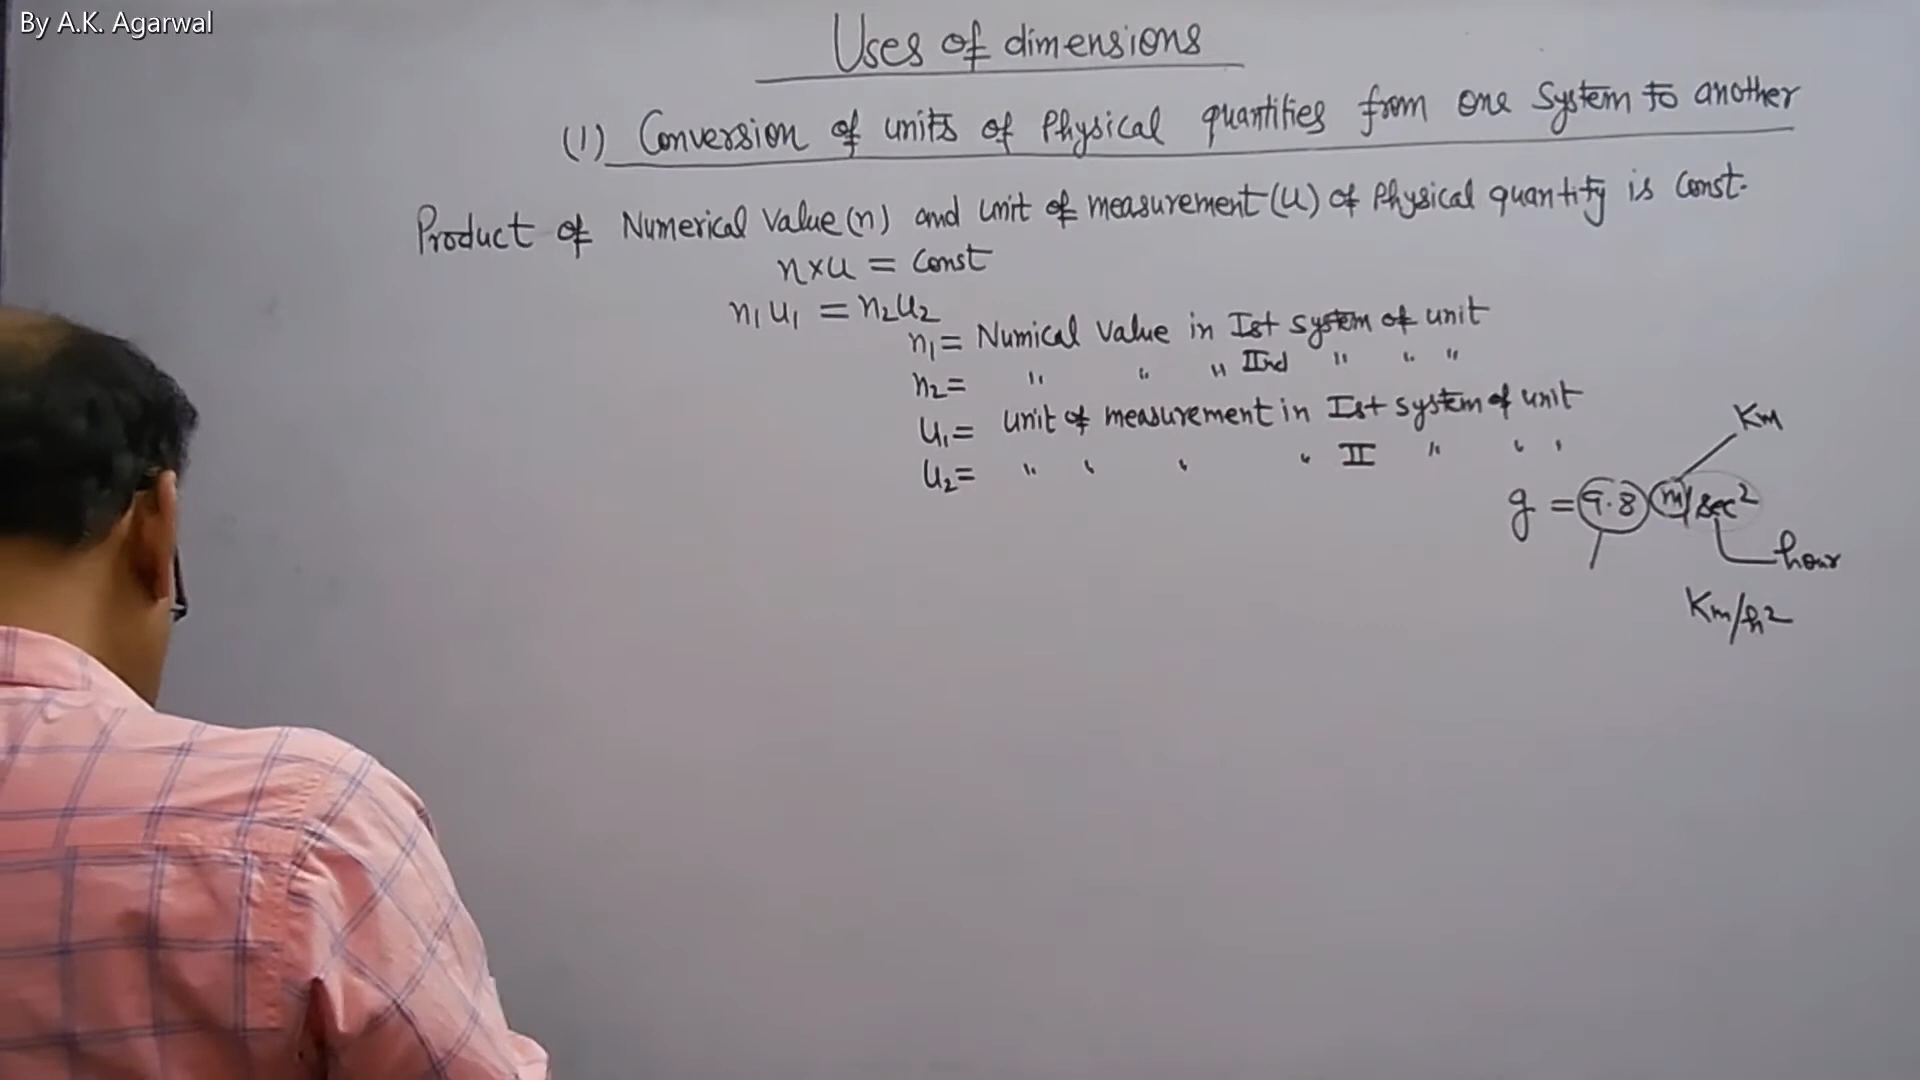 By A.K. Agarwal
Uses of dimensions
(1) Conversion of units of Physical quantities from one system to another
Product of Numerical Value (n) and unit of measurement (u) of Physical quantity is Const.
n×u = Const
n₁u₁ = n₂u₂
n₁ = Numical Value in Ist system of unit
n₂ = " " " IInd " " "
u₁ = unit of measurement in Ist system of unit
u₂ = " " " " II " " "
Km
g = 9.8 m/sec²
hour
Km/h²